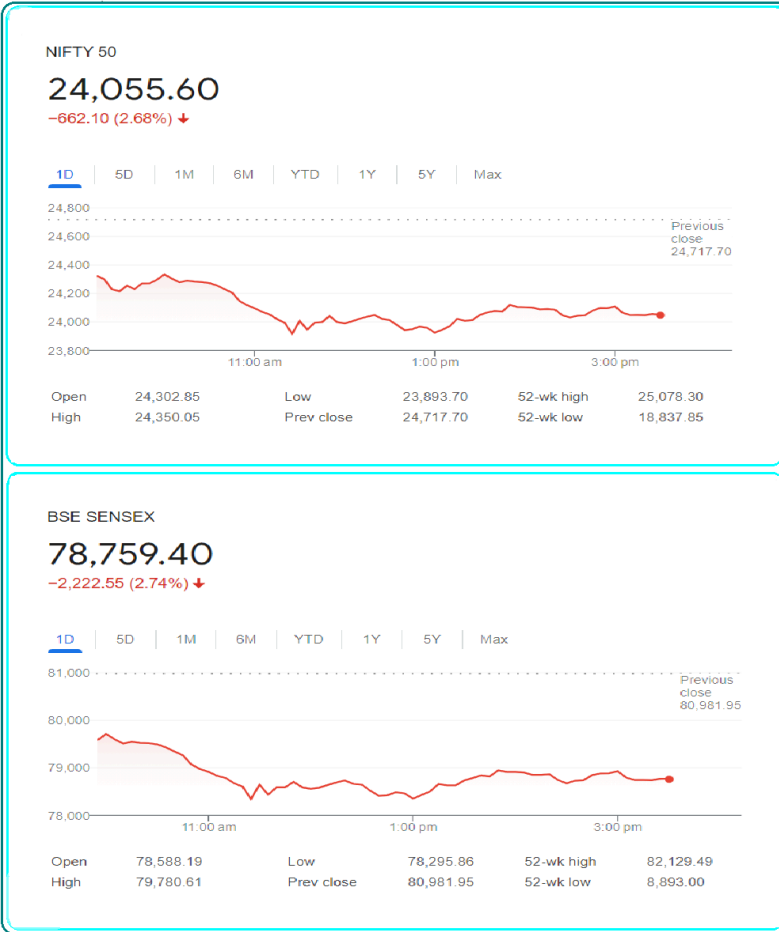 NIFTY 50
24,055.60
−662.10 (2.68%) ↓
1D 5D 1M 6M YTD 1Y 5Y Max
24,800
Previous
24,600
close
24,717.70
24,400
24,200
24,000
23,800
11:00 am 1:00 pm 3:00 pm
Open 24,302.85 Low 23,893.70 52-wk high 25,078.30
High 24,350.05 Prev close 24,717.70 52-wk low 18,837.85
BSE SENSEX
78,759.40
−2,222.55 (2.74%) ↓
1D 5D 1M 6M YTD 1Y 5Y Max
81,000
Previous
close
80,981.95
80,000
79,000
78,000
11:00 am 1:00 pm 3:00 pm
Open 78,588.19 Low 78,295.86 52-wk high 82,129.49
High 79,780.61 Prev close 80,981.95 52-wk low 8,893.00